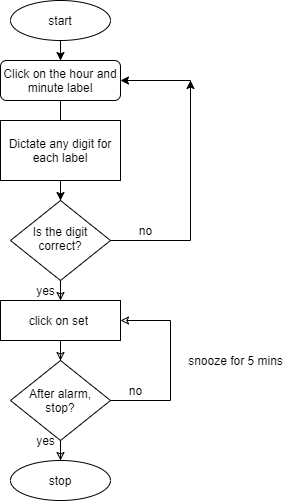 start
Click on the hour and
minute label
Dictate any digit for
each label
Is the digit
correct?
no
yes
click on set
snooze for 5 mins
After alarm,
stop?
no
yes
stop